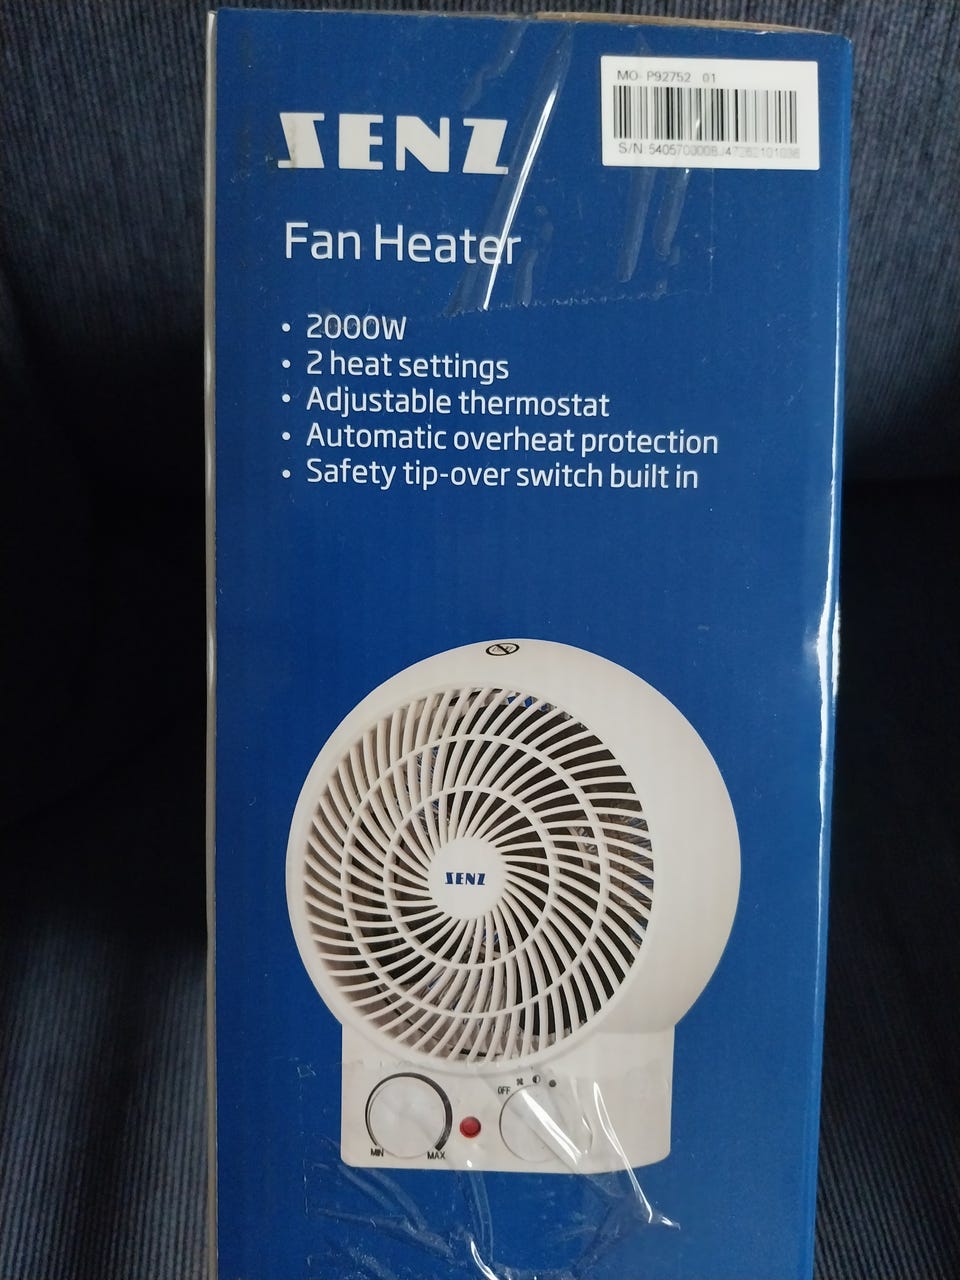 SENZ
MO- P92752 01
S/N:
Fan Heater
• 2000W
• 2 heat settings
• Adjustable thermostat
• Automatic overheat protection
• Safety tip-over switch built in
SENZ
OFF
MIN
MAX